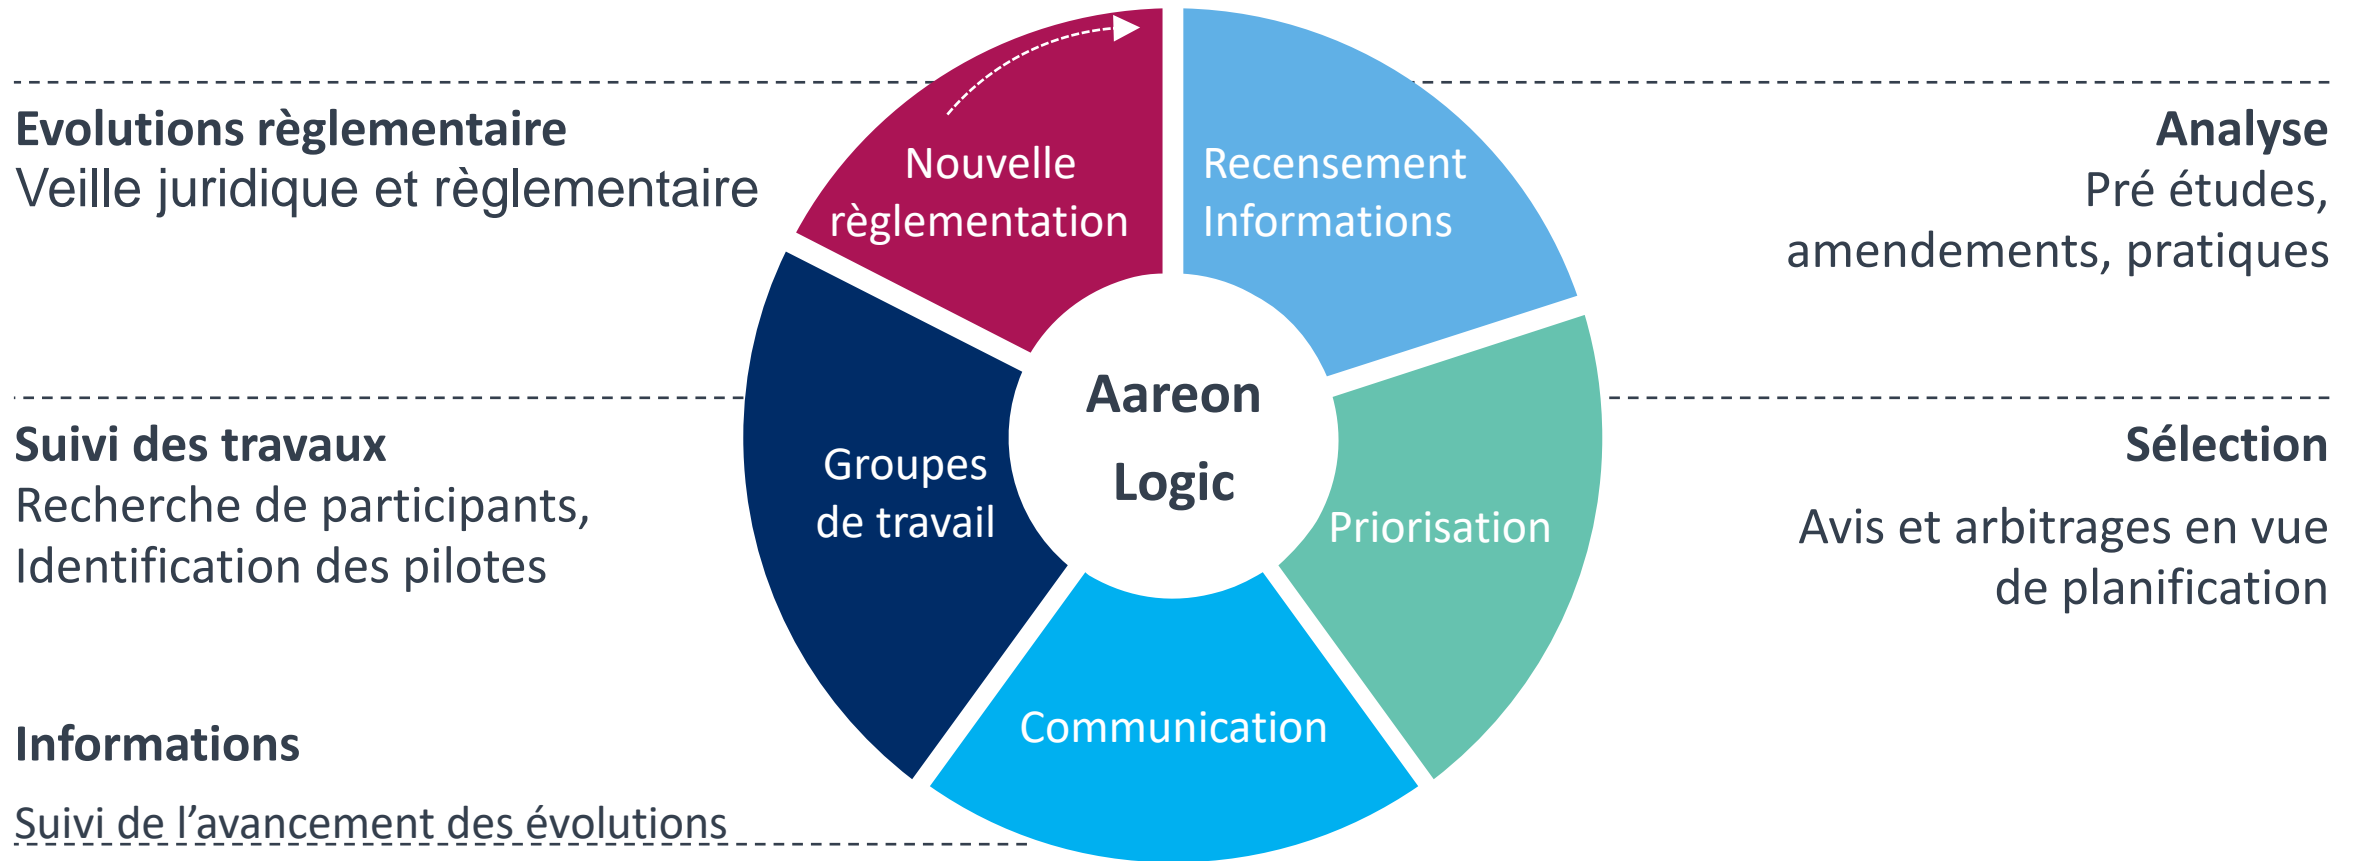 Evolutions règlementaire
Veille juridique et règlementaire
Suivi des travaux
Recherche de participants,
Identification des pilotes
Informations
Suivi de l’avancement des évolutions
Nouvelle
règlementation
Recensement
Informations
Groupes
de travail
Aareon
Logic
Priorisation
Communication
Analyse
Pré études,
amendements, pratiques
Sélection
Avis et arbitrages en vue
de planification